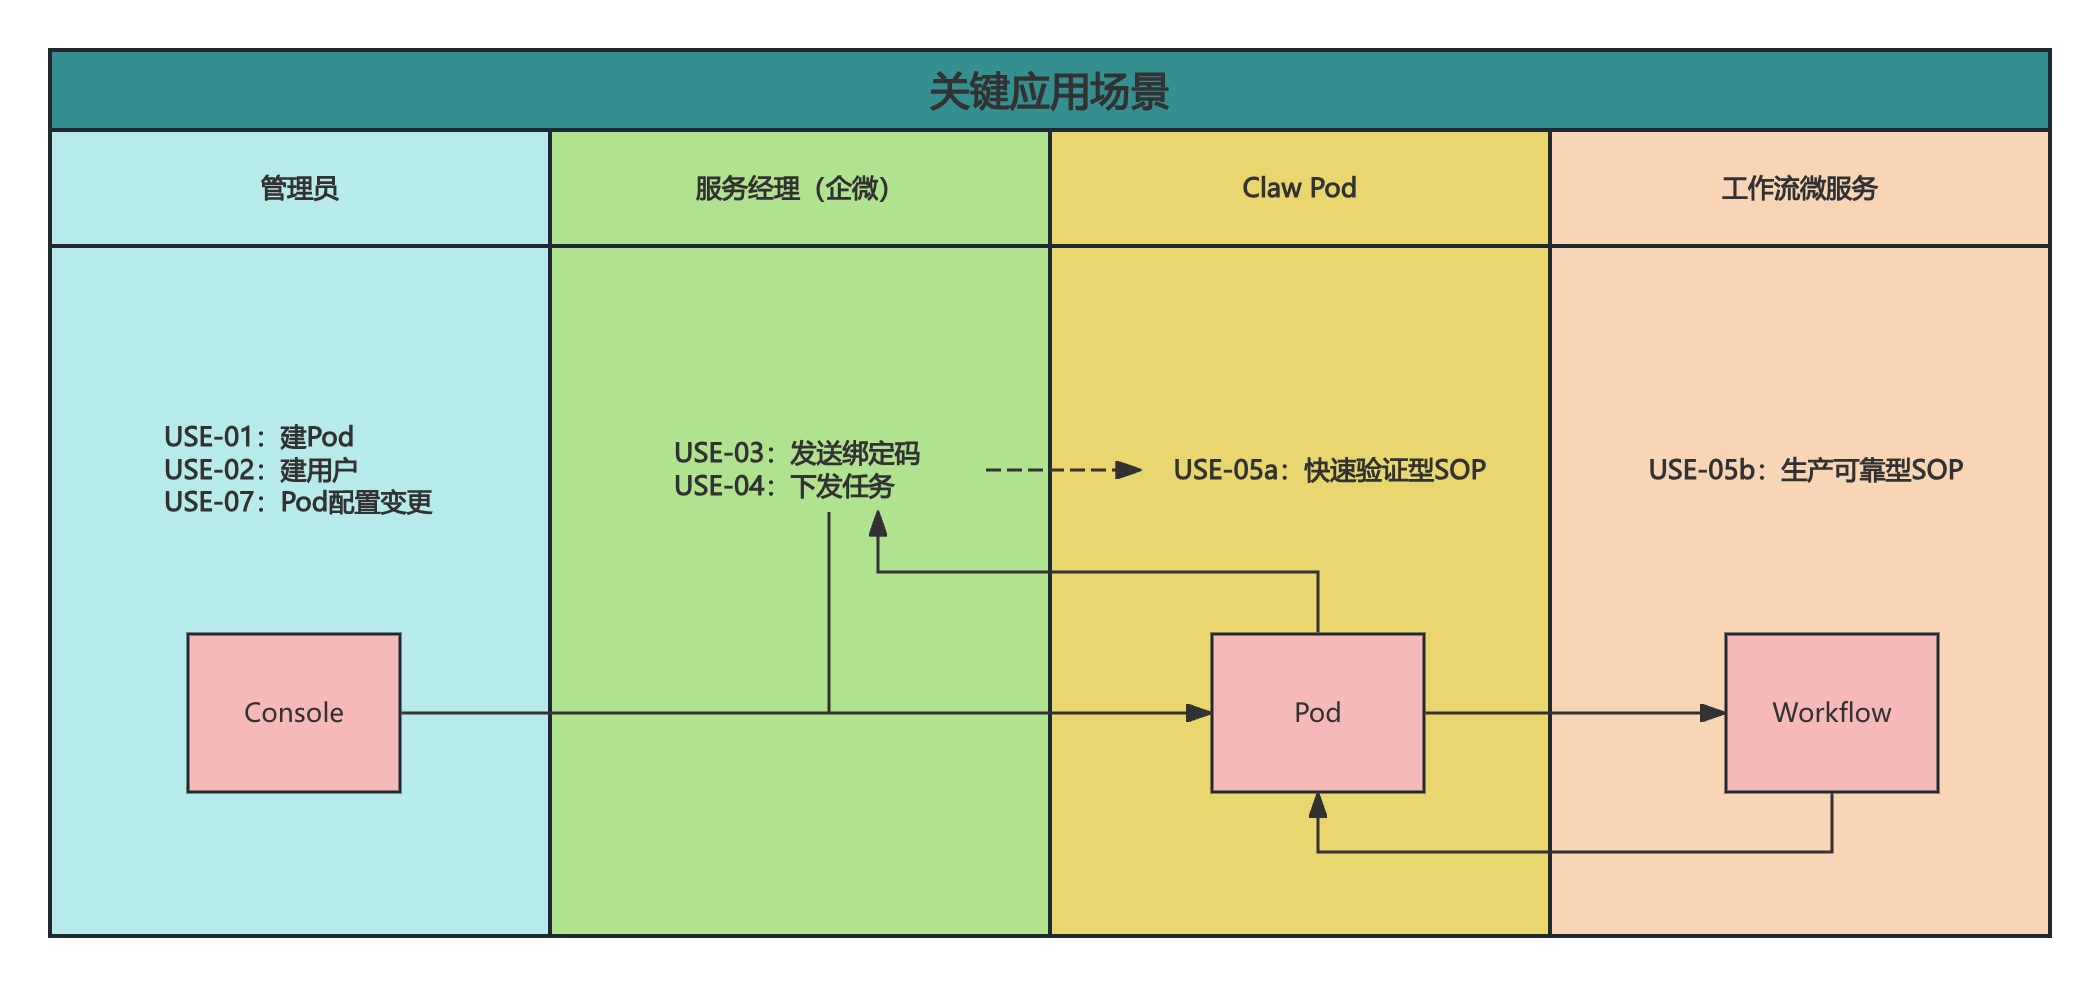 关键应用场景
管理员
服务经理（企微）
Claw Pod
工作流微服务
USE-01：建Pod
USE-02：建用户
USE-07：Pod配置变更
USE-03：发送绑定码
USE-04：下发任务
USE-05a：快速验证型SOP
USE-05b：生产可靠型SOP
Console
Pod
Workflow